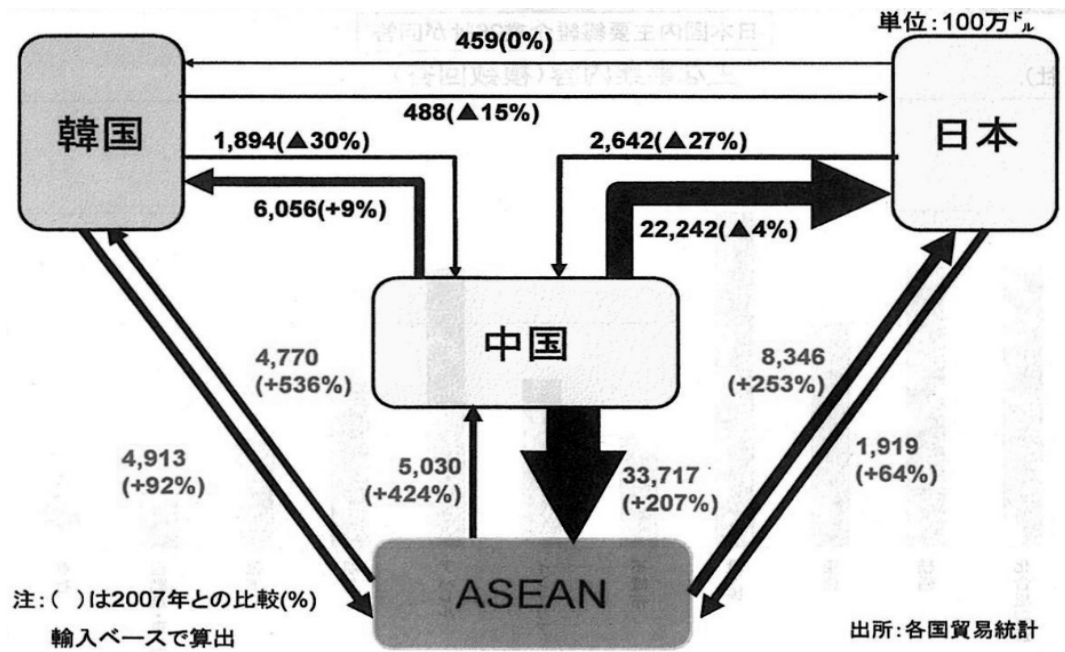 単位：100万㌦
459(0%)
韓国
日本
488(▲15%)
1,894(▲30%)
2,642(▲27%)
6,056(+9%)
22,242(▲4%)
中国
4,770
(+536%)
8,346
(+253%)
4,913
(+92%)
5,030
(+424%)
33,717
(+207%)
1,919
(+64%)
ASEAN
注：( )は2007年との比較(%)
輸入ベースで算出
出所：各国貿易統計